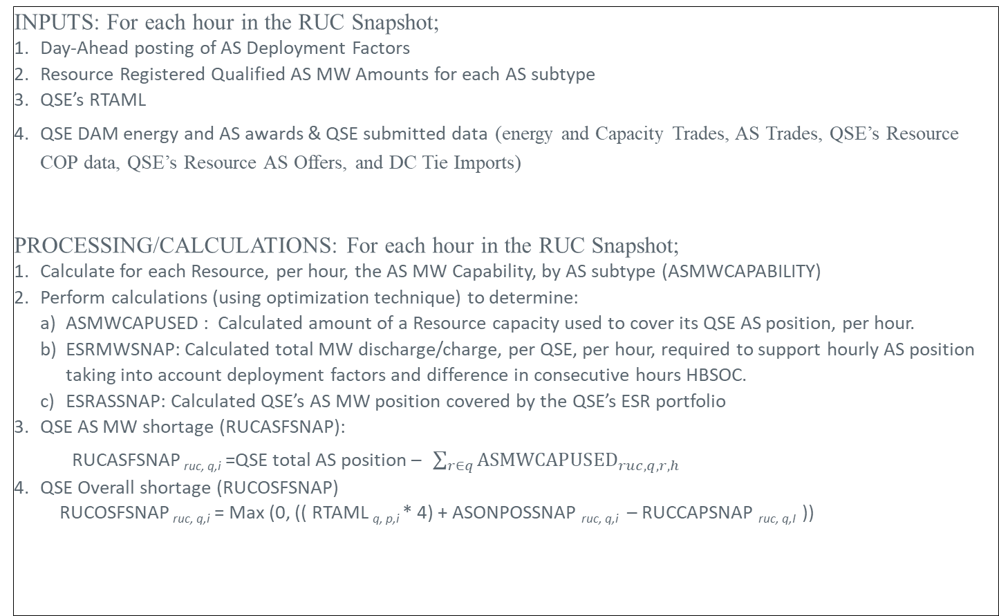 INPUTS: For each hour in the RUC Snapshot;
1. Day-Ahead posting of AS Deployment Factors
2. Resource Registered Qualified AS MW Amounts for each AS subtype
3. QSE’s RTAML
4. QSE DAM energy and AS awards & QSE submitted data (energy and Capacity Trades, AS Trades, QSE’s Resource
COP data, QSE’s Resource AS Offers, and DC Tie Imports)
PROCESSING/CALCULATIONS: For each hour in the RUC Snapshot;
1. Calculate for each Resource, per hour, the AS MW Capability, by AS subtype (ASMWCAPABILITY)
2. Perform calculations (using optimization technique) to determine:
a) ASMWCAPUSED : Calculated amount of a Resource capacity used to cover its QSE AS position, per hour.
b) ESRMWSNAP: Calculated total MW discharge/charge, per QSE, per hour, required to support hourly AS position
taking into account deployment factors and difference in consecutive hours HBSOC.
c) ESRASSNAP: Calculated QSE’s AS MW position covered by the QSE’s ESR portfolio
3. QSE AS MW shortage (RUCASFSNAP):
RUCASFSNAP ruc, q,i =QSE total AS position – ∑r∈q ASMWCAPUSEDruc,q,r,h
4. QSE Overall shortage (RUCOSFSNAP)
RUCOSFSNAP ruc, q,i = Max (0, (( RTAML q, p,i * 4) + ASONPOSSNAP ruc, q,i – RUCCAPSNAP ruc, q,I ))